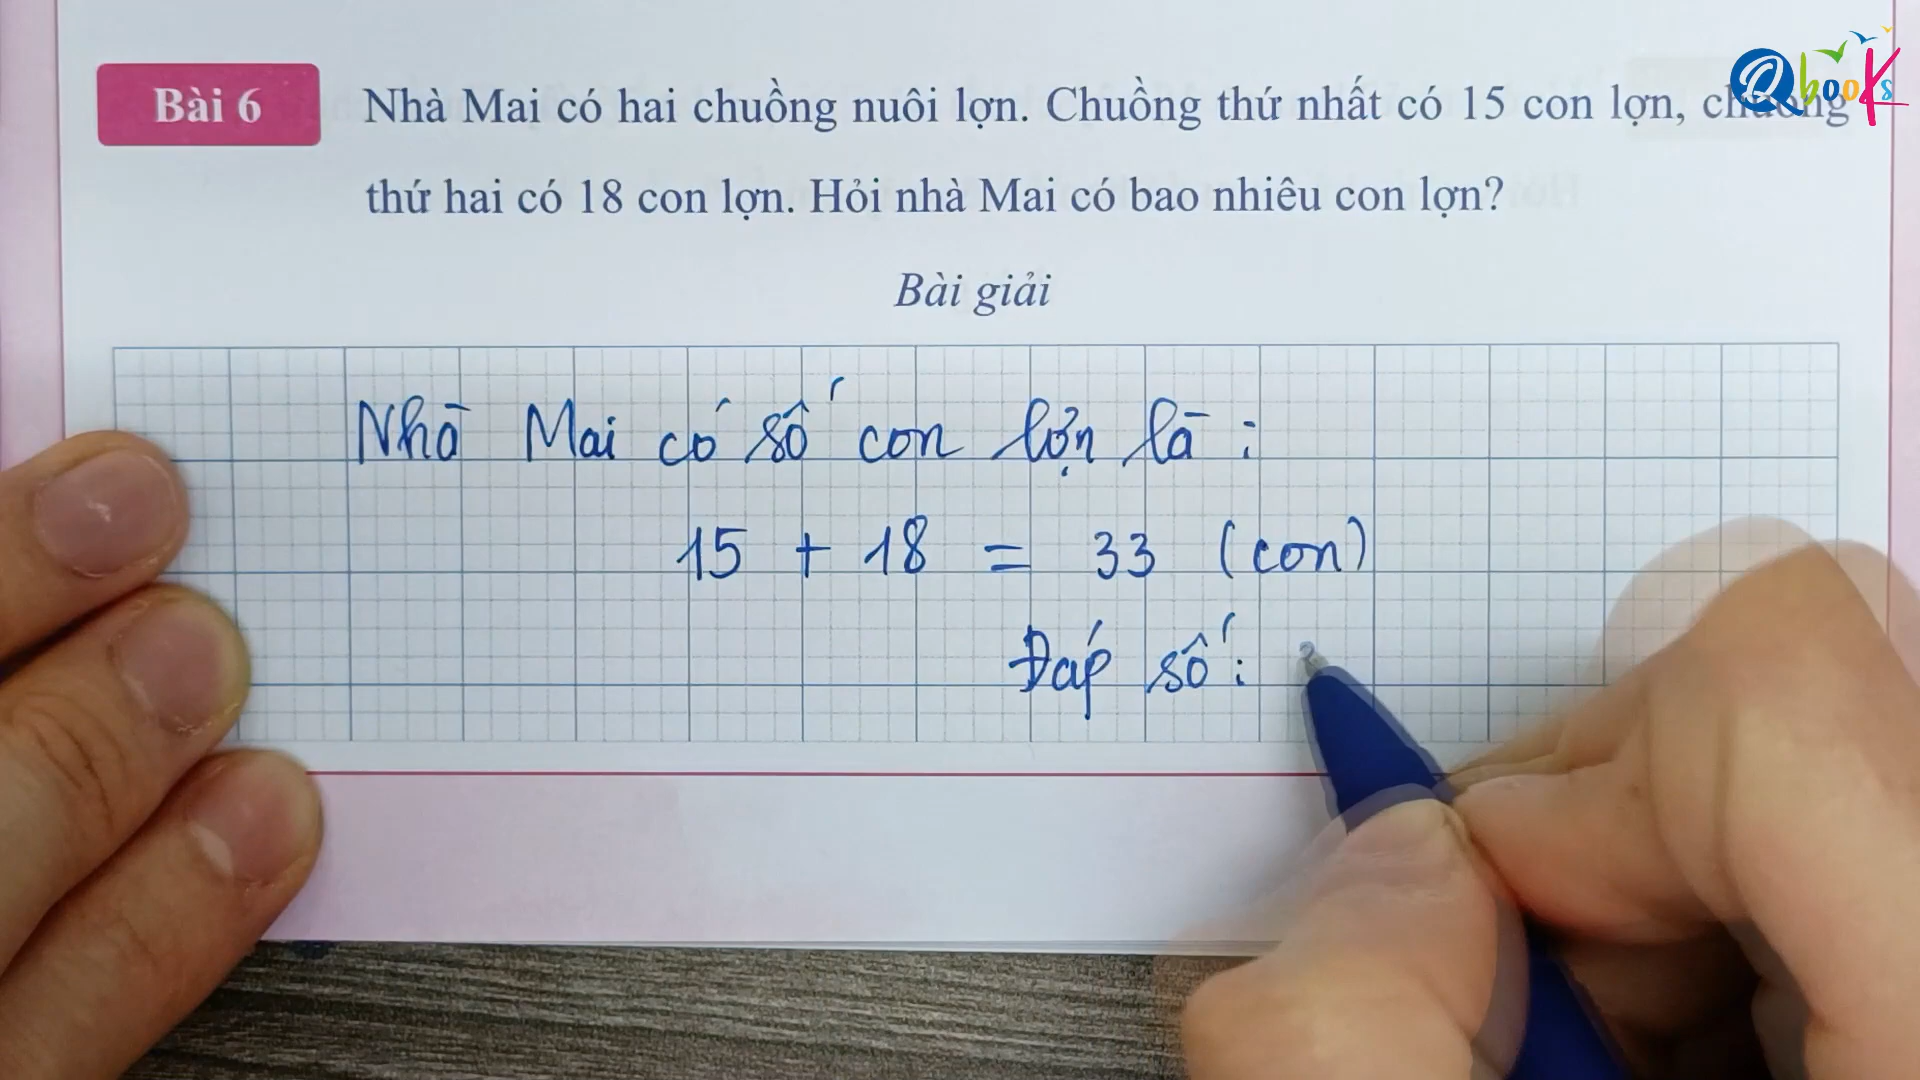 Qbooks
Bài 6
Nhà Mai có hai chuồng nuôi lợn. Chuồng thứ nhất có 15 con lợn, chuồng
thứ hai có 18 con lợn. Hỏi nhà Mai có bao nhiêu con lợn?
Bài giải
Nhà Mai có số con lợn là :
15 + 18 = 33 (con)
Đáp số :